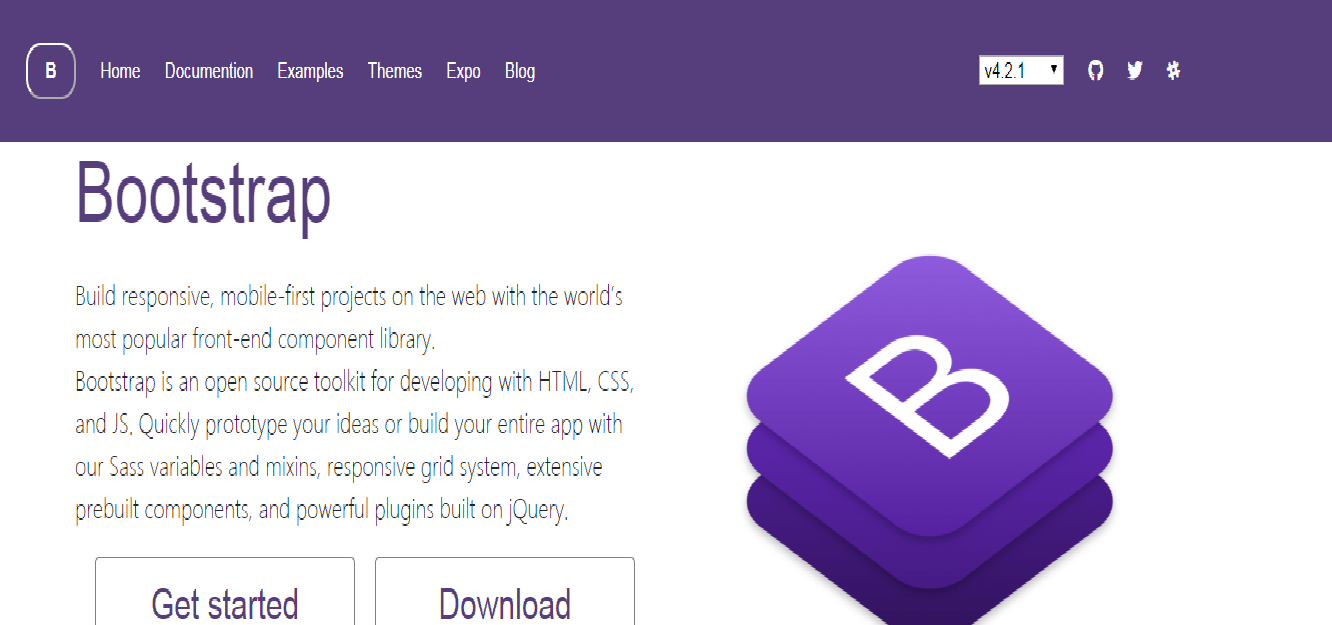 B Home Documention Examples Themes Expo Blog v4.2.1
Bootstrap
Build responsive, mobile-first projects on the web with the world's
most popular front-end component library.
Bootstrap is an open source toolkit for developing with HTML, CSS,
and JS. Quickly prototype your ideas or build your entire app with
our Sass variables and mixins, responsive grid system, extensive
prebuilt components, and powerful plugins built on jQuery.
B
Get started Download